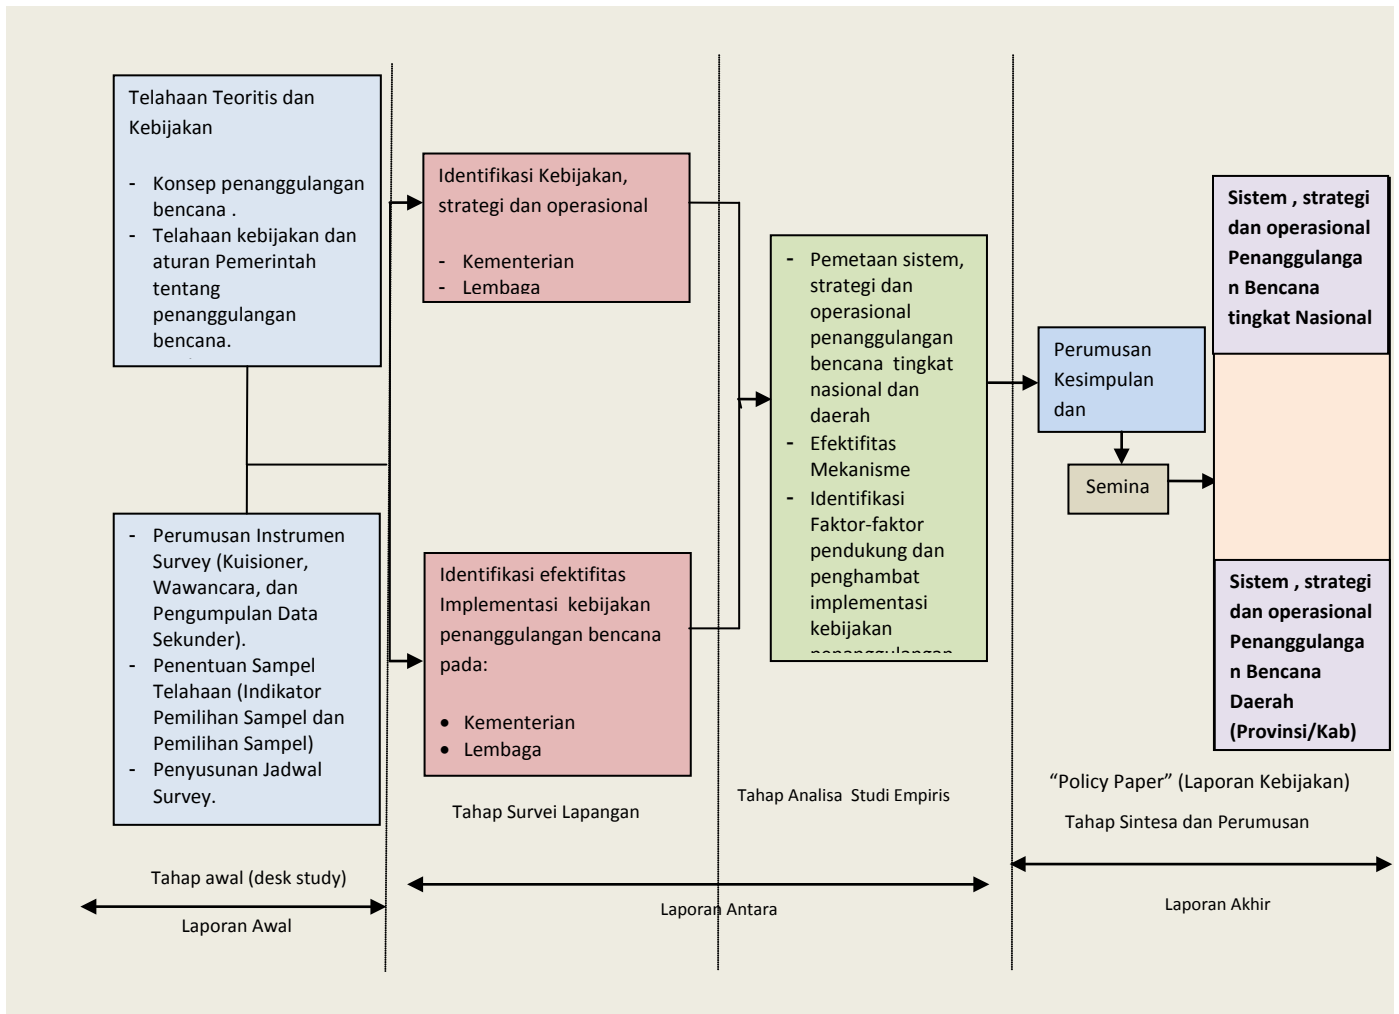 Telahaan Teoritis dan
Kebijakan
- Konsep penanggulangan
bencana .
- Telahaan kebijakan dan
aturan Pemerintah
tentang
penanggulangan
bencana.
- Perumusan Instrumen
Survey (Kuisioner,
Wawancara, dan
Pengumpulan Data
Sekunder).
- Penentuan Sampel
Telahaan (Indikator
Pemilihan Sampel dan
Pemilihan Sampel)
- Penyusunan Jadwal
Survey.
Tahap awal (desk study)
Laporan Awal
Identifikasi Kebijakan,
strategi dan operasional
- Kementerian
- Lembaga
Identifikasi efektifitas
Implementasi kebijakan
penanggulangan bencana
pada:
• Kementerian
• Lembaga
Tahap Survei Lapangan
- Pemetaan sistem,
strategi dan
operasional
penanggulangan
bencana tingkat
nasional dan
daerah
- Efektifitas
Mekanisme
- Identifikasi
Faktor-faktor
pendukung dan
penghambat
implementasi
kebijakan
penanggulangan
Tahap Analisa Studi Empiris
Laporan Antara
Perumusan
Kesimpulan
dan
Semina
Sistem , strategi
dan operasional
Penanggulanga
n Bencana
tingkat Nasional
Sistem , strategi
dan operasional
Penanggulanga
n Bencana
Daerah
(Provinsi/Kab)
“Policy Paper” (Laporan Kebijakan)
Tahap Sintesa dan Perumusan
Laporan Akhir